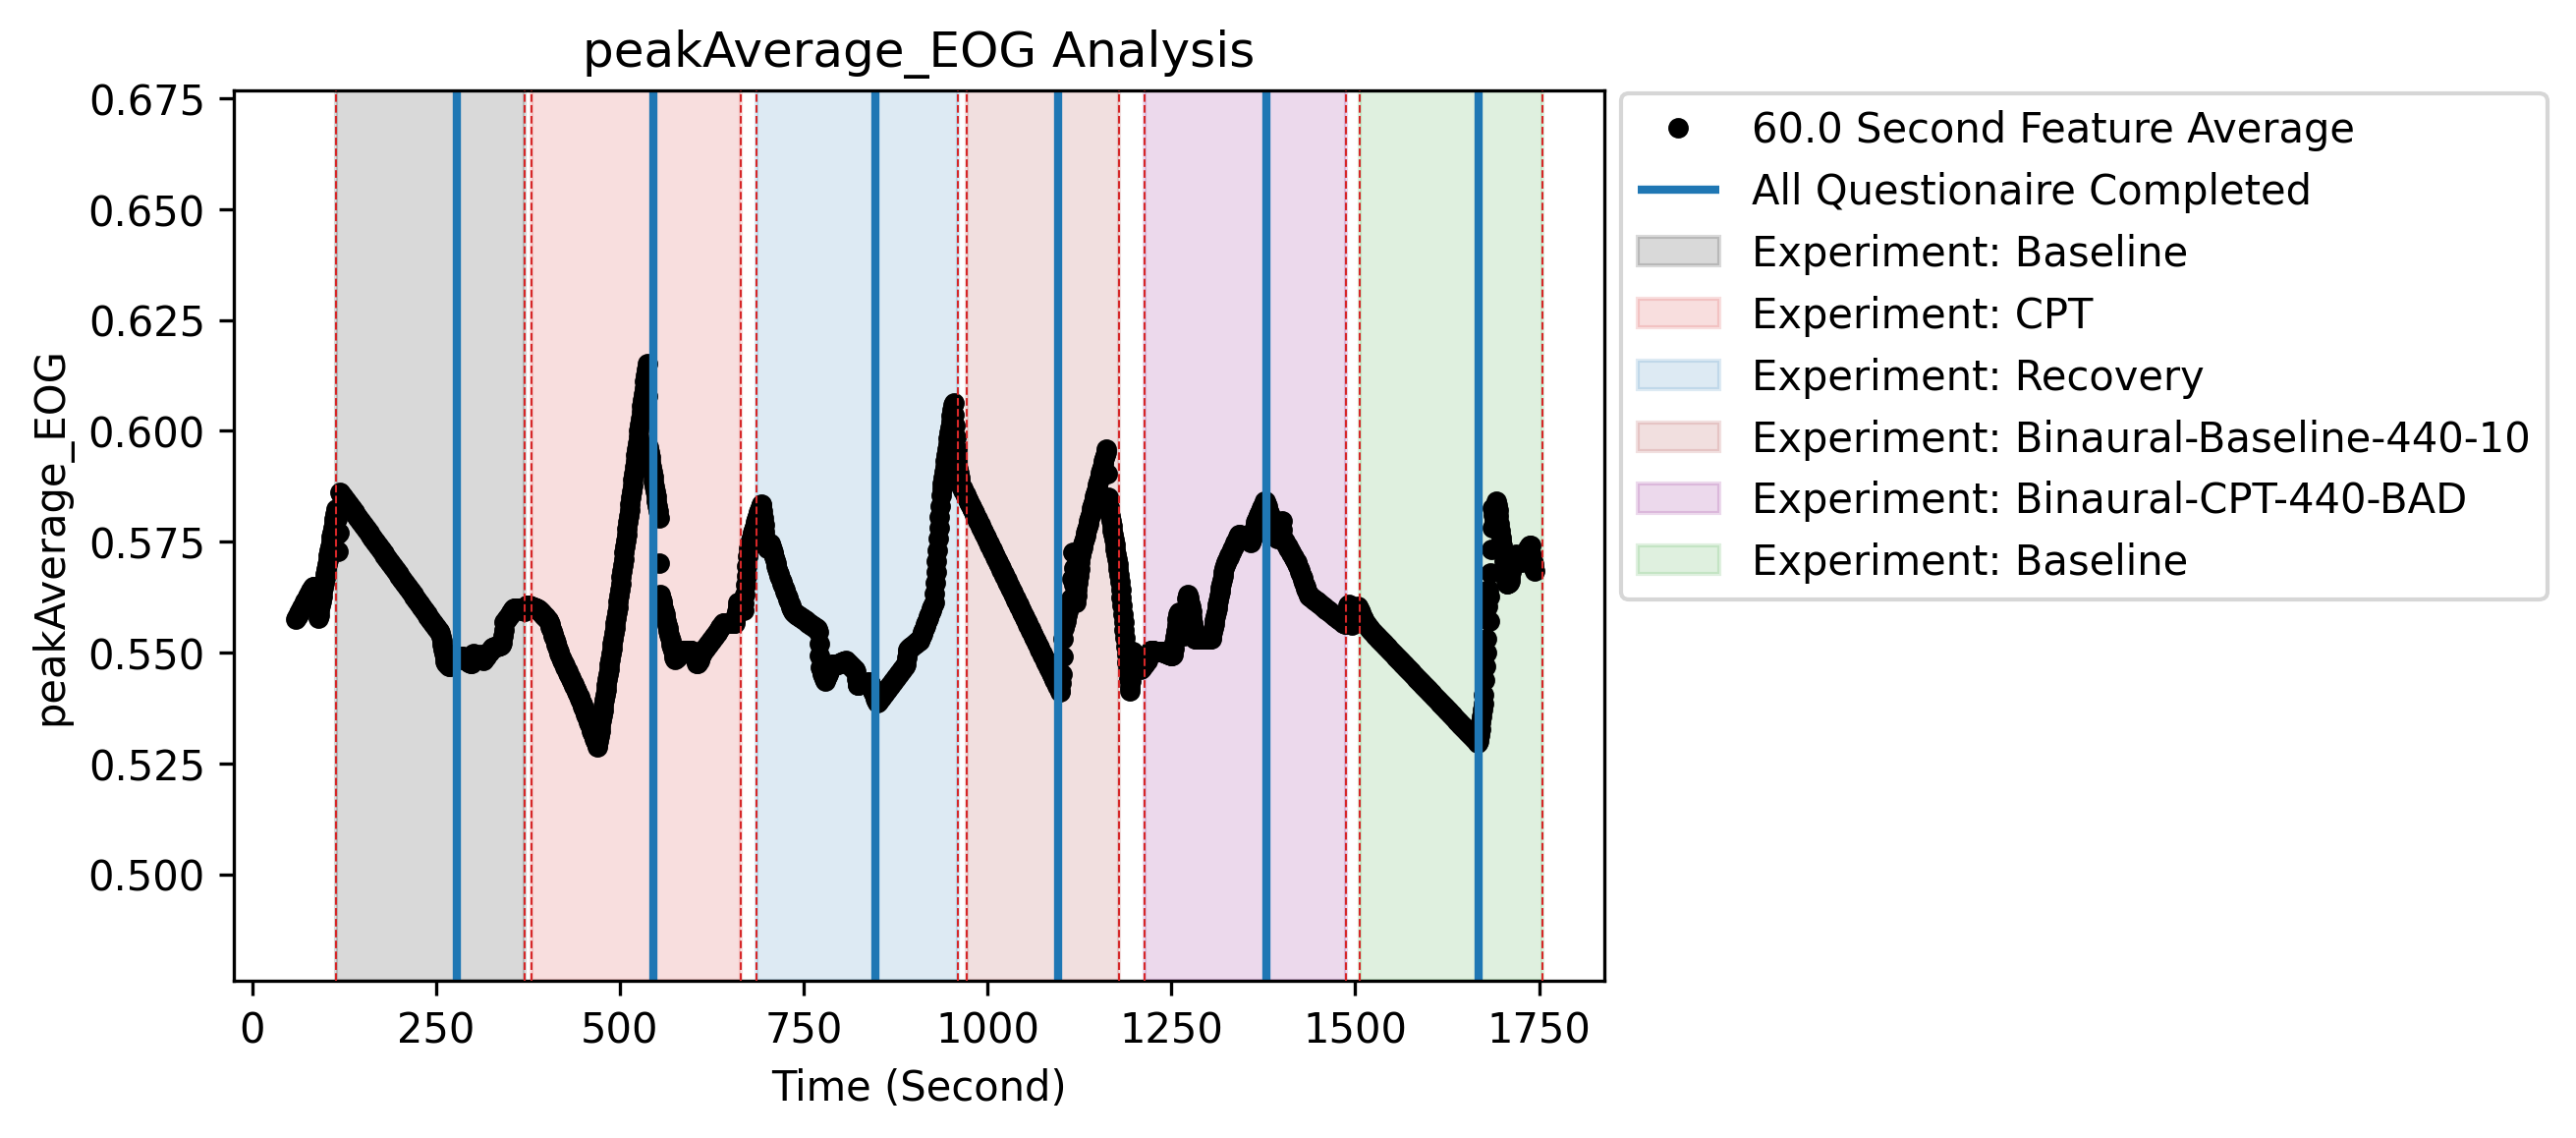 peakAverage_EOG Analysis
peakAverage_EOG
0.675
0.650
0.625
0.600
0.575
0.550
0.525
0.500
0 250 500 750 1000 1250 1500 1750
Time (Second)
60.0 Second Feature Average
All Questionaire Completed
Experiment: Baseline
Experiment: CPT
Experiment: Recovery
Experiment: Binaural-Baseline-440-10
Experiment: Binaural-CPT-440-BAD
Experiment: Baseline